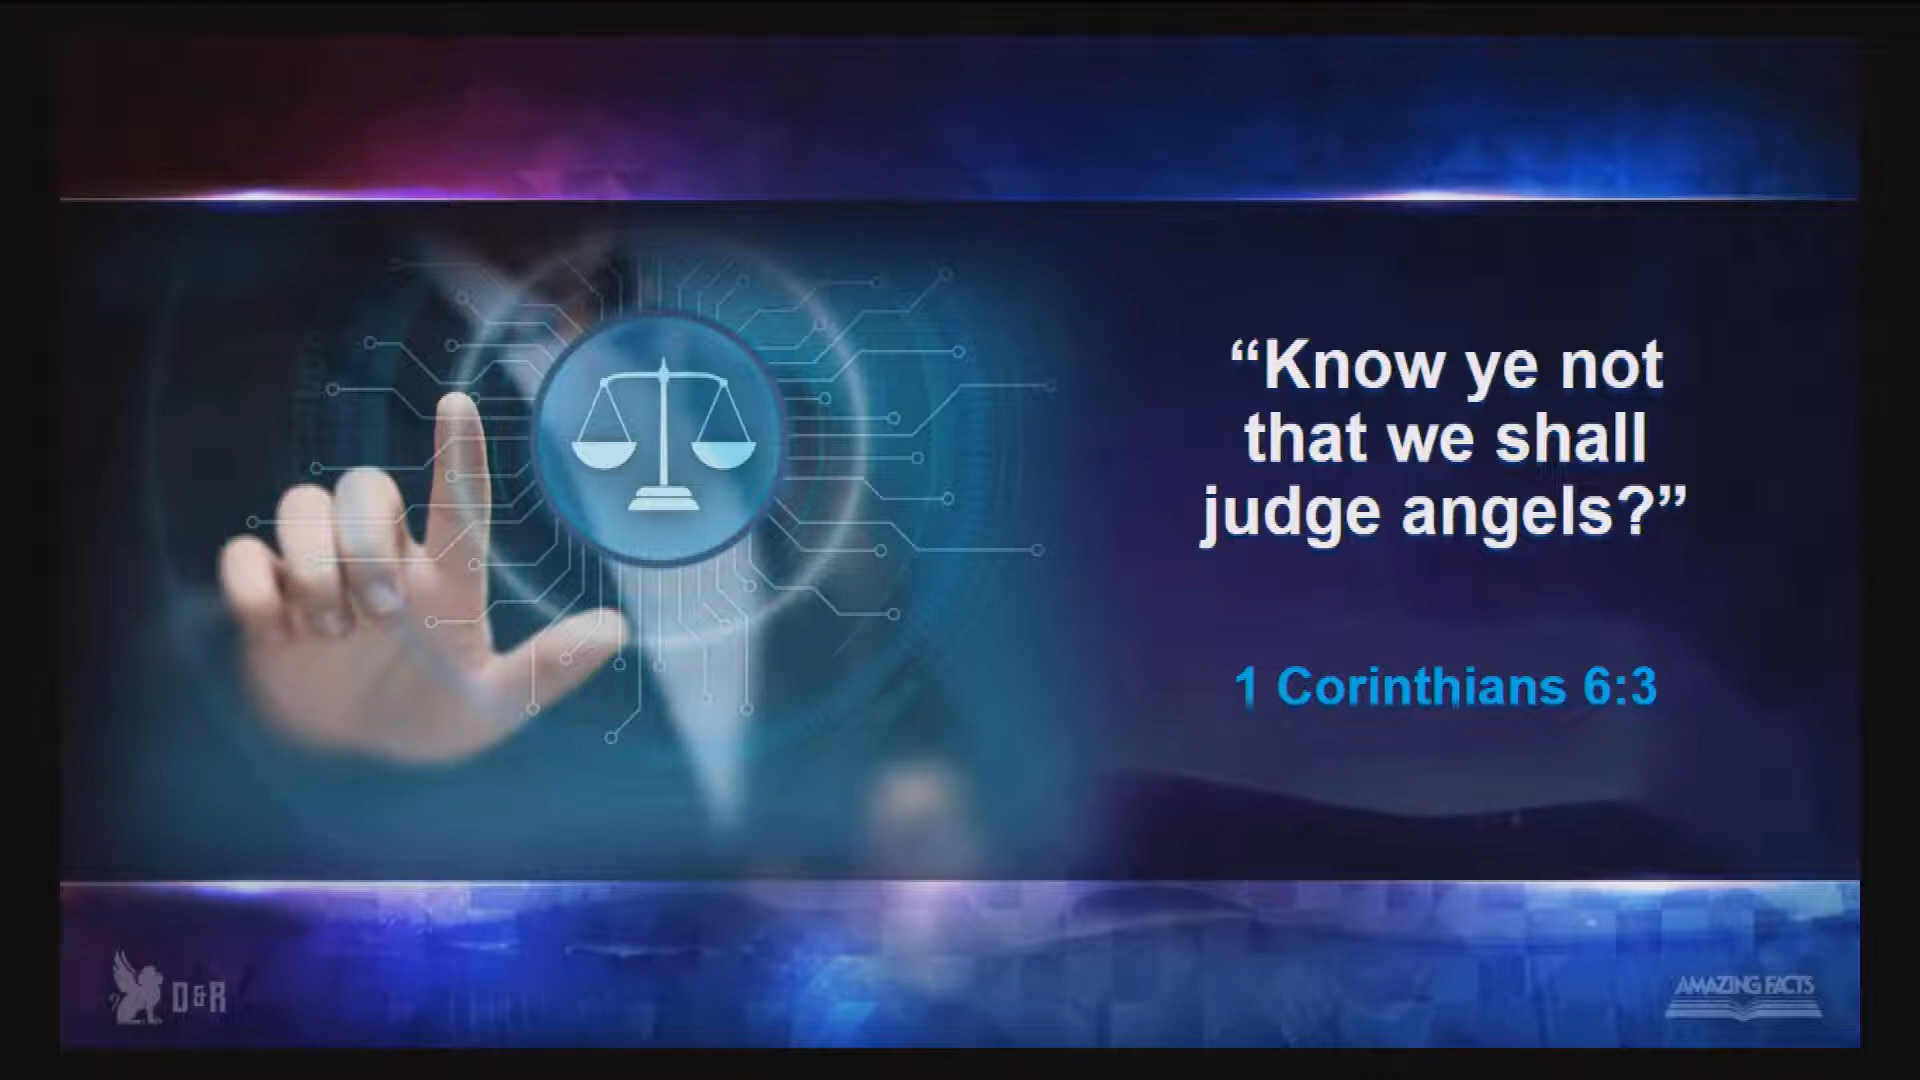 “Know ye not
that we shall
judge angels?”
1 Corinthians 6:3
D&R
AMAZING FACTS